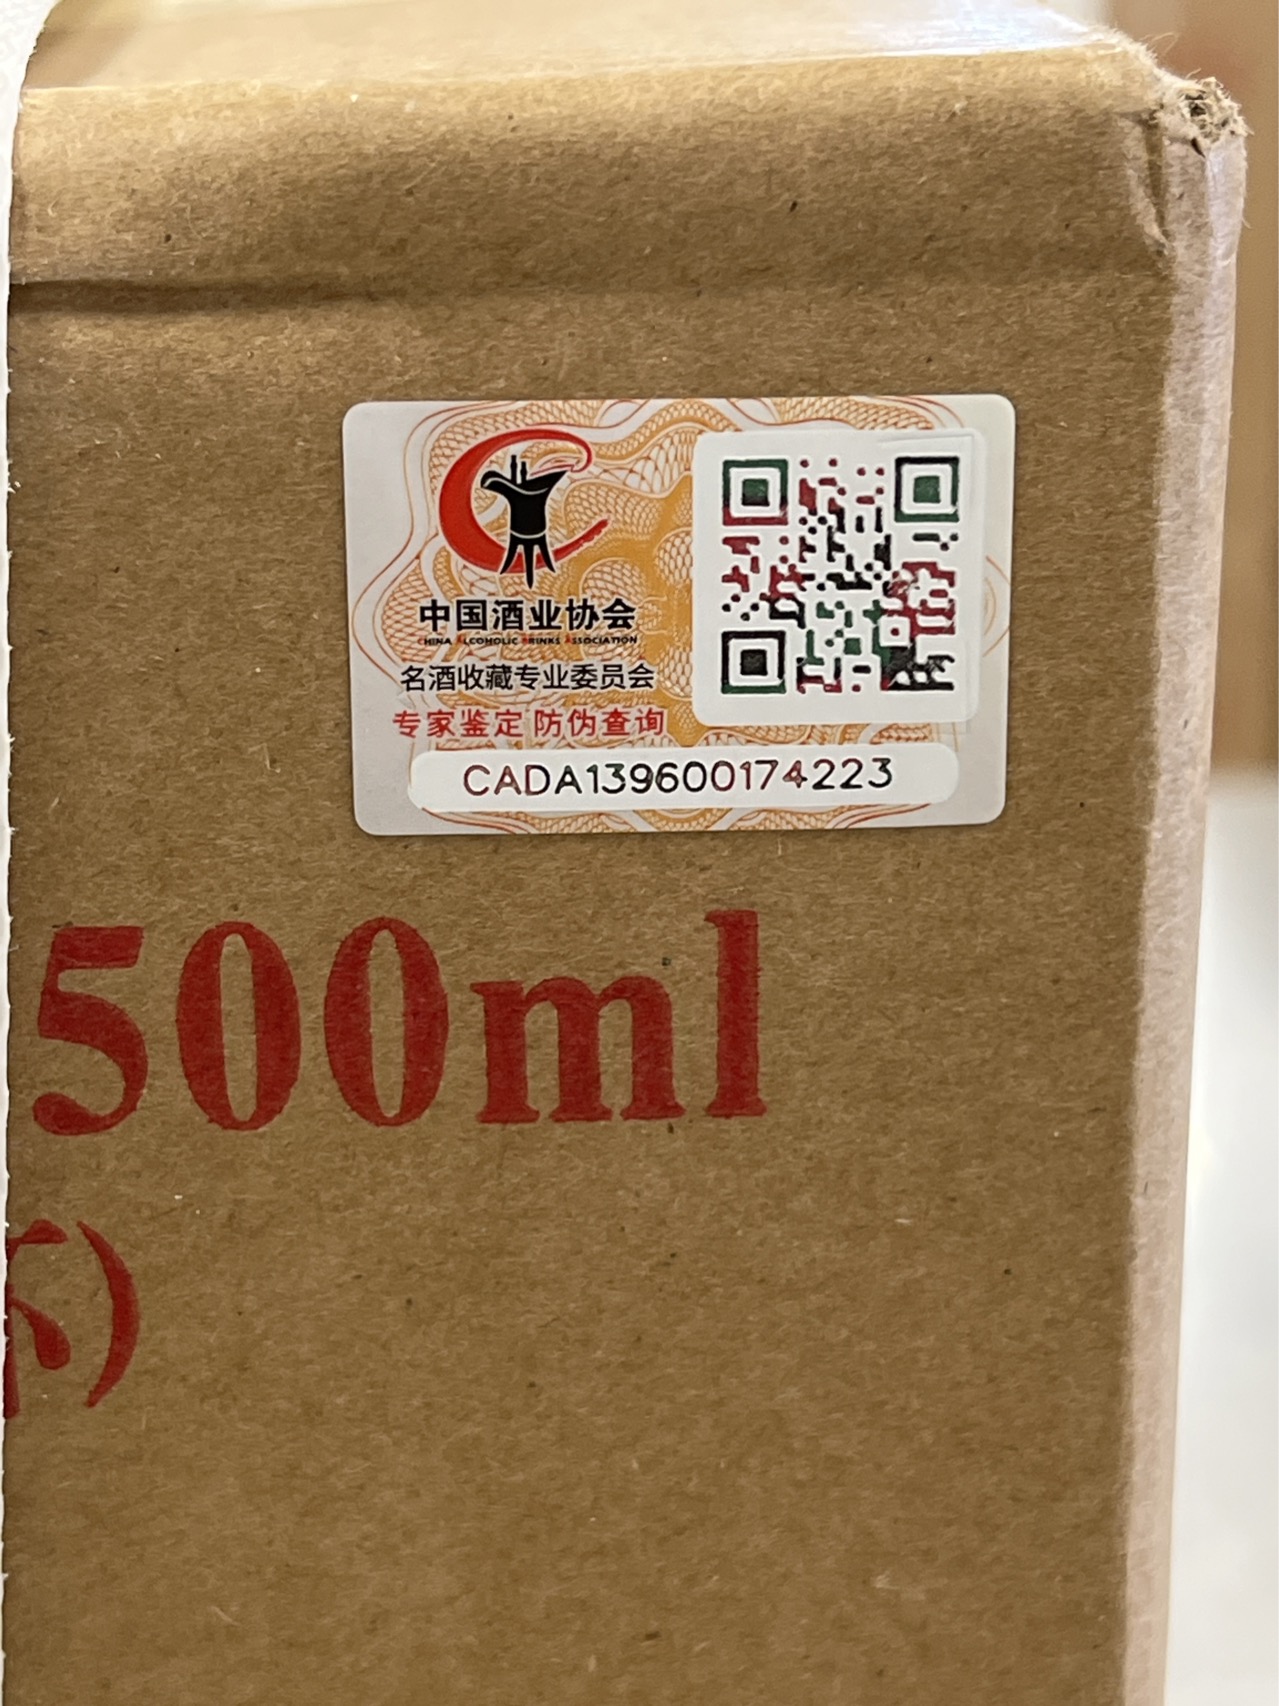 中国酒业协会
CHINA ALCOHOLIC DRINKS ASSOCIATION
名酒收藏专业委员会
专家鉴定 防伪查询
CADA139600174223
500ml
)